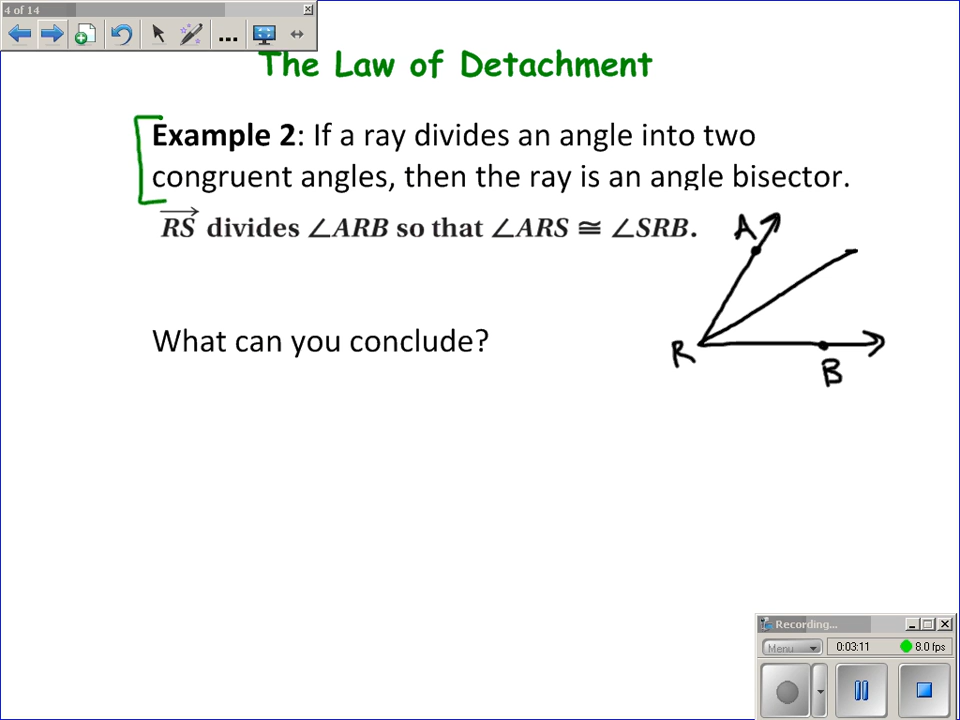 4 of 14
The Law of Detachment
Example 2: If a ray divides an angle into two
congruent angles, then the ray is an angle bisector.
RS divides ∠ARB so that ∠ARS ≅ ∠SRB.
A
What can you conclude?
R
B
Recording...
Menu
0:03:11
8.0 fps